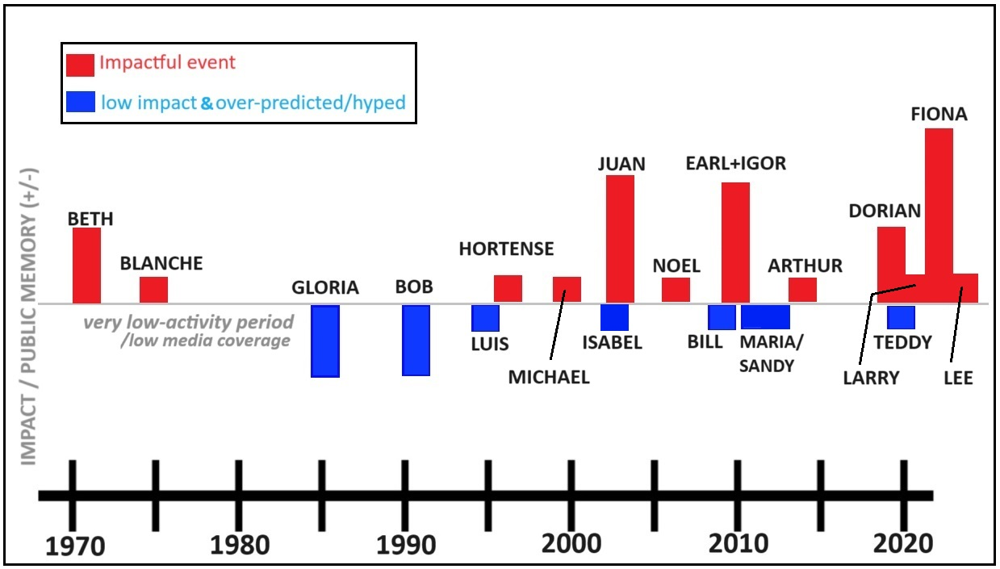 Impactful event
low impact & over-predicted/hyped
IMPACT / PUBLIC MEMORY (+/-)
FIONA
JUAN
EARL+IGOR
DORIAN
BETH
HORTENSE
BLANCHE
NOEL
ARTHUR
GLORIA
BOB
very low-activity period
/low media coverage
LUIS
ISABEL
BILL
MARIA/
SANDY
TEDDY
MICHAEL
LARRY
LEE
1970
1980
1990
2000
2010
2020